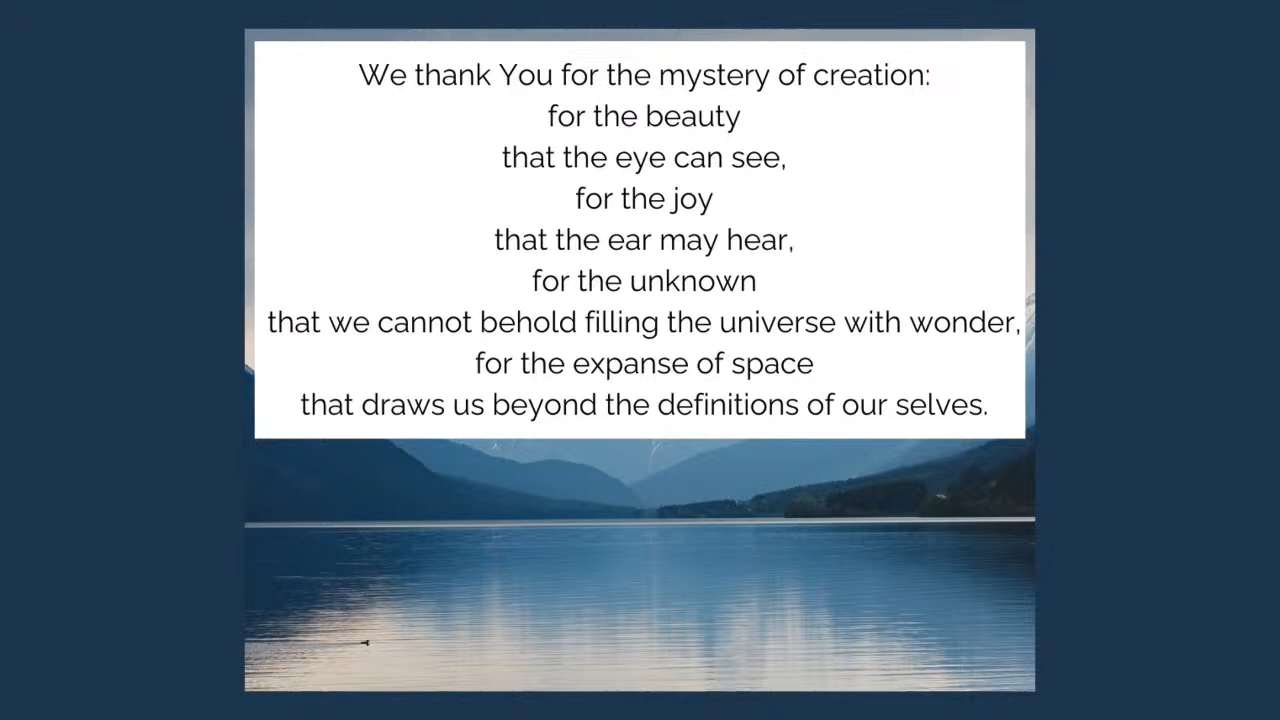 We thank You for the mystery of creation:
for the beauty
that the eye can see,
for the joy
that the ear may hear,
for the unknown
that we cannot behold filling the universe with wonder,
for the expanse of space
that draws us beyond the definitions of our selves.